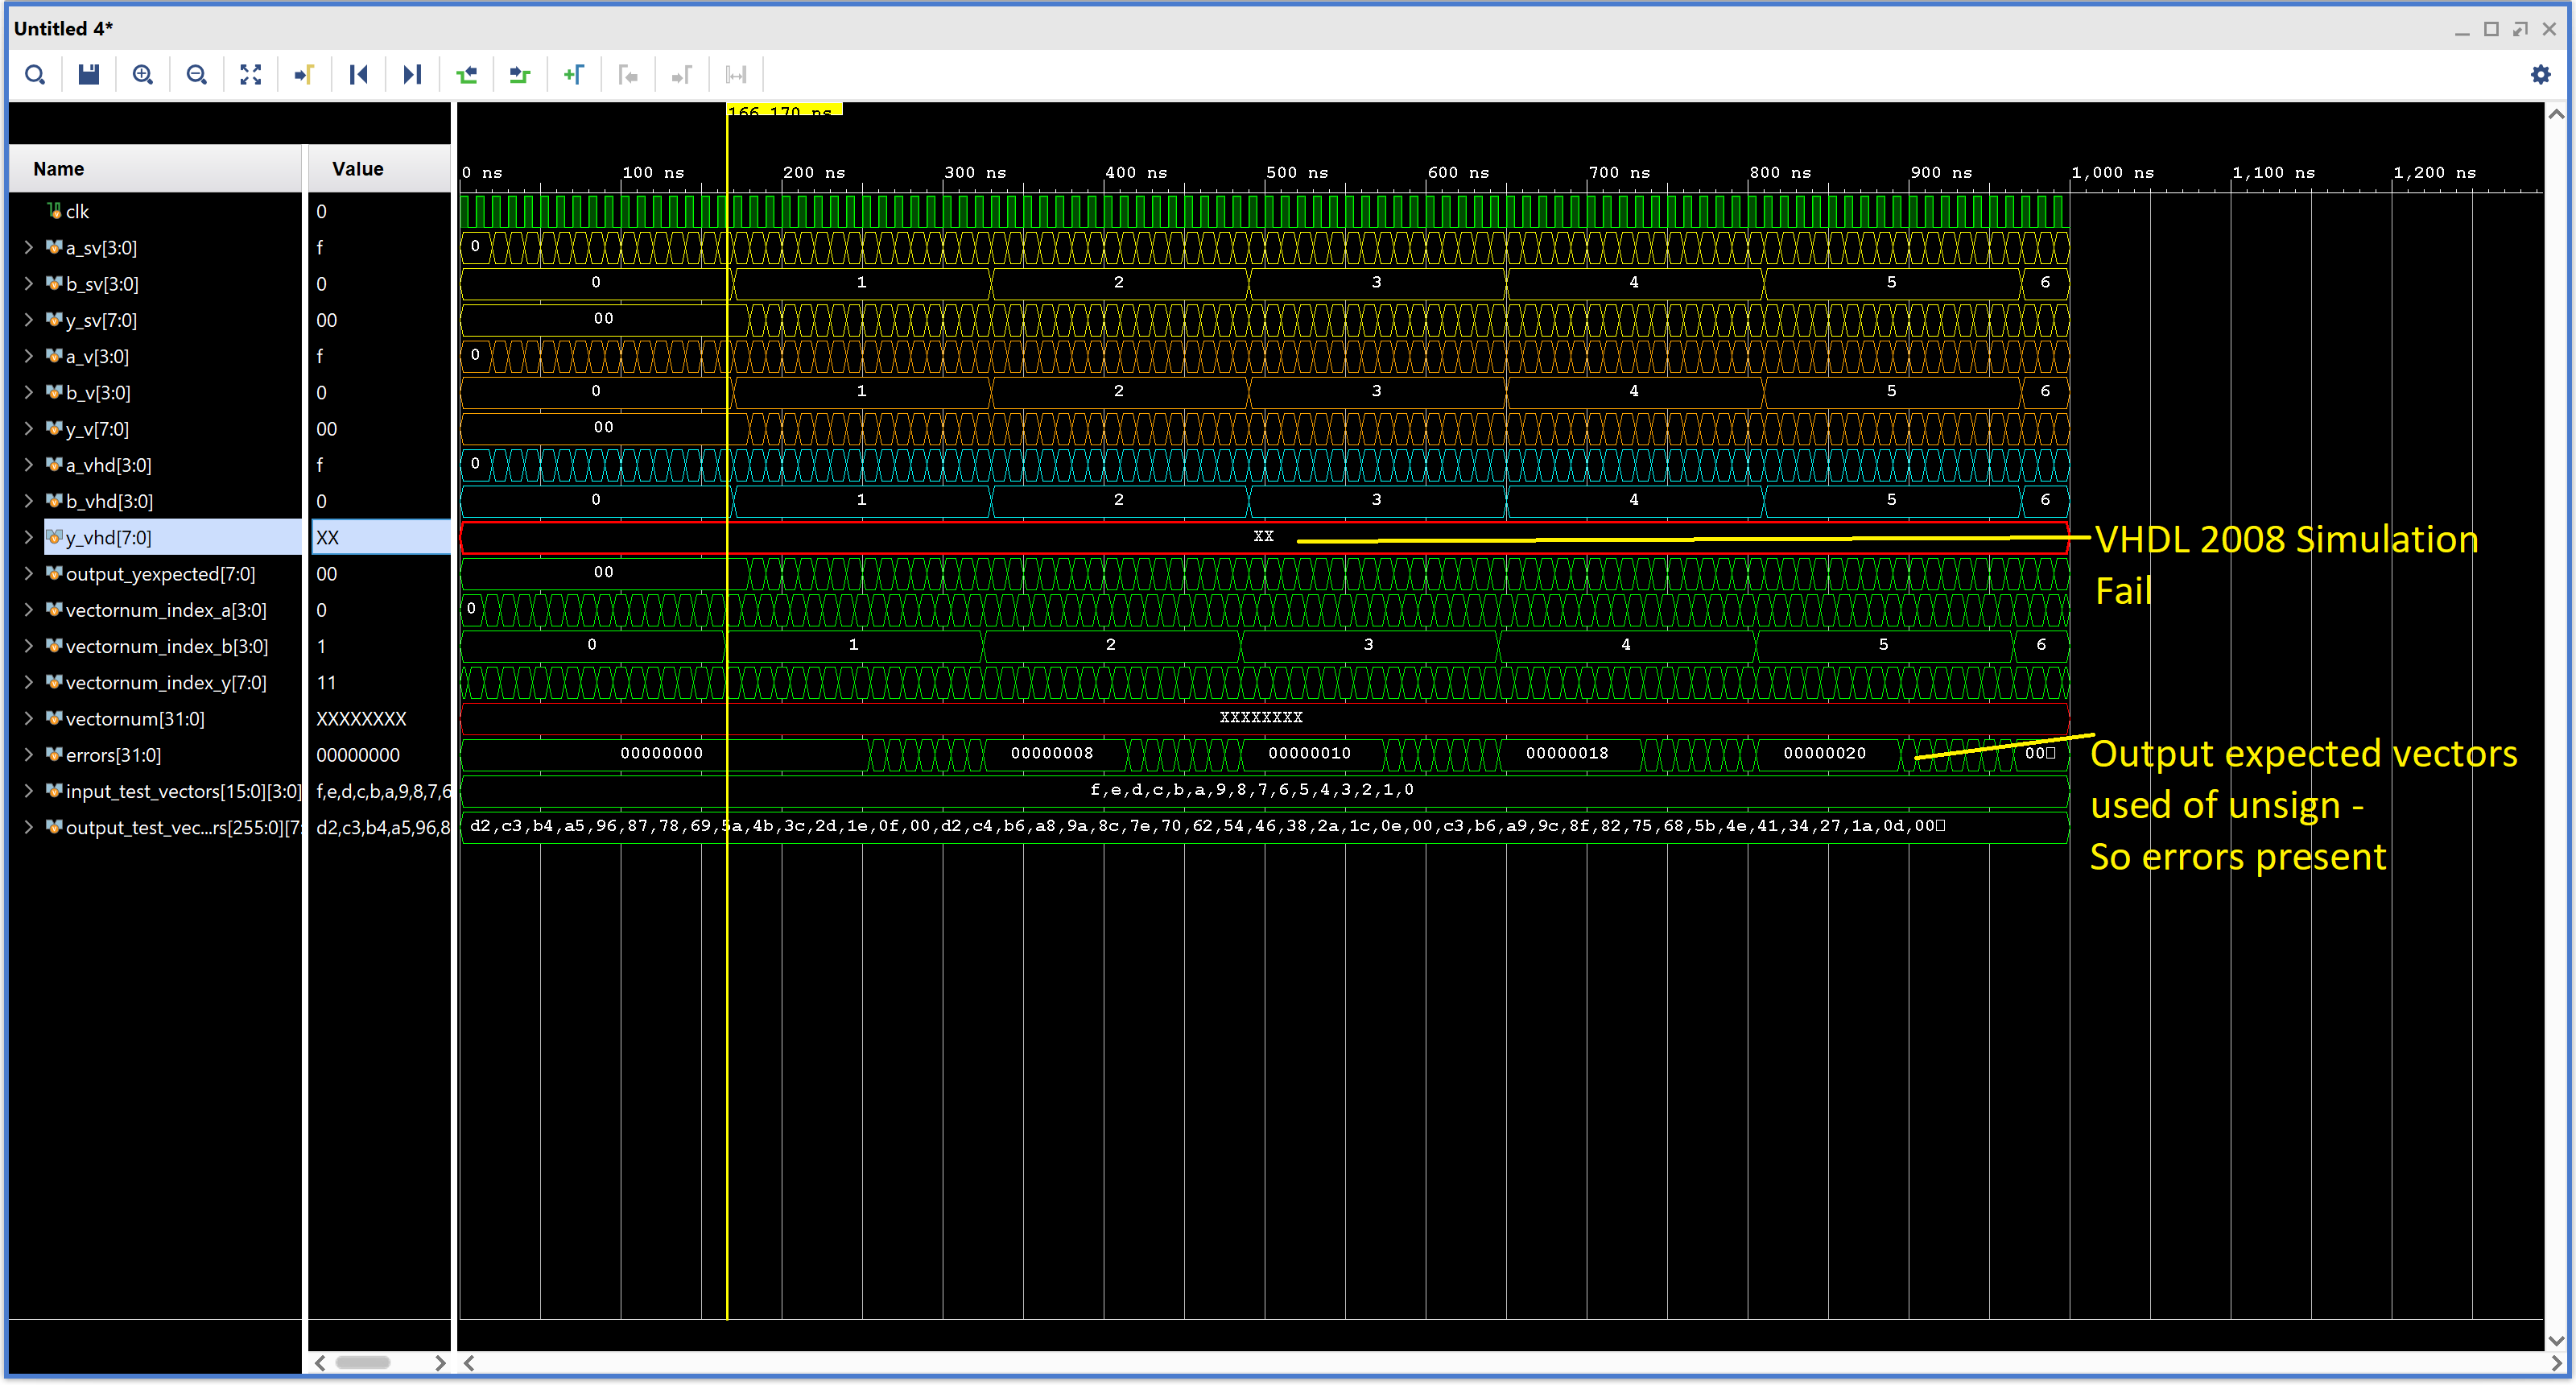 Untitled 4*
166.170 ns
Name Value
0 ns 100 ns 200 ns 300 ns 400 ns 500 ns 600 ns 700 ns 800 ns 900 ns 1,000 ns 1,100 ns 1,200 ns
clk 0
a_sv[3:0] f 0
b_sv[3:0] 0 0 1 2 3 4 5 6
y_sv[7:0] 00 00
a_v[3:0] f 0
b_v[3:0] 0 0 1 2 3 4 5 6
y_v[7:0] 00 00
a_vhd[3:0] f 0
b_vhd[3:0] 0 0 1 2 3 4 5 6
y_vhd[7:0] XX XX
VHDL 2008 Simulation
Fail
output_yexpected[7:0] 00 00
vectornum_index_a[3:0] 0 0
vectornum_index_b[3:0] 1 0 1 2 3 4 5 6
vectornum_index_y[7:0] 11
vectornum[31:0] XXXXXXXX XXXXXXXX
errors[31:0] 00000000 00000000 00000008 00000010 00000018 00000020 00
Output expected vectors
used of unsign -
So errors present
input_test_vectors[15:0][3:0] f,e,d,c,b,a,9,8,7,6 f,e,d,c,b,a,9,8,7,6,5,4,3,2,1,0
output_test_vec...rs[255:0][7: d2,c3,b4,a5,96,8 d2,c3,b4,a5,96,87,78,69,5a,4b,3c,2d,1e,0f,00,d2,c4,b6,a8,9a,8c,7e,70,62,54,46,38,2a,1c,0e,00,c3,b6,a9,9c,8f,82,75,68,5b,4e,41,34,27,1a,0d,00